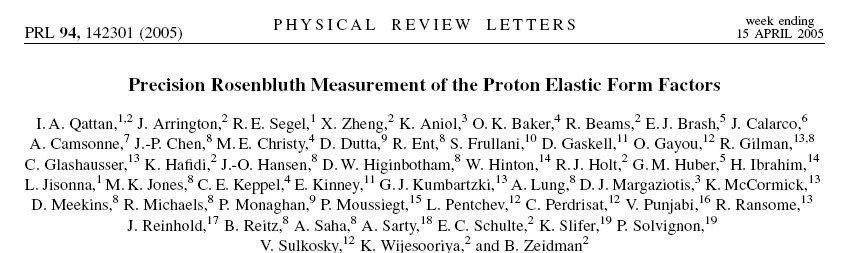 PRL 94, 142301 (2005)
PHYSICAL REVIEW LETTERS
week ending
15 APRIL 2005
Precision Rosenbluth Measurement of the Proton Elastic Form Factors
I. A. Qattan,1,2 J. Arrington,2 R. E. Segel,1 X. Zheng,2 K. Aniol,3 O. K. Baker,4 R. Beams,2 E. J. Brash,5 J. Calarco,6
A. Camsonne,7 J.-P. Chen,8 M. E. Christy,4 D. Dutta,9 R. Ent,8 S. Frullani,10 D. Gaskell,11 O. Gayou,12 R. Gilman,13,8
C. Glashausser,13 K. Hafidi,2 J.-O. Hansen,8 D. W. Higinbotham,8 W. Hinton,14 R. J. Holt,2 G. M. Huber,5 H. Ibrahim,14
L. Jisonna,1 M. K. Jones,8 C. E. Keppel,4 E. Kinney,11 G. J. Kumbartzki,13 A. Lung,8 D. J. Margaziotis,3 K. McCormick,13
D. Meekins,8 R. Michaels,8 P. Monaghan,9 P. Moussiegt,15 L. Pentchev,12 C. Perdrisat,12 V. Punjabi,16 R. Ransome,13
J. Reinhold,17 B. Reitz,8 A. Saha,8 A. Sarty,18 E. C. Schulte,2 K. Slifer,19 P. Solvignon,19
V. Sulkosky,12 K. Wijesooriya,2 and B. Zeidman2